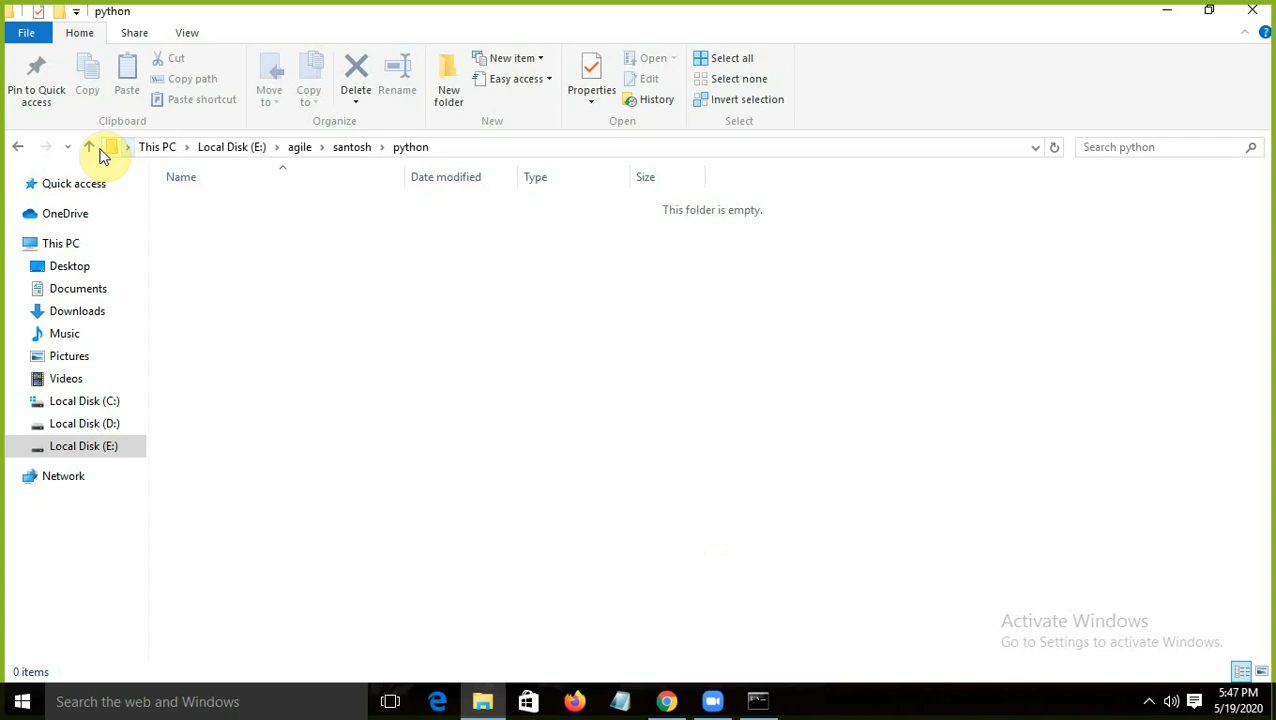 python
File Home Share View
Pin to Quick access
Copy
Paste
Cut
Copy path
Paste shortcut
Clipboard
Move to
Copy to
Delete
Rename
Organize
New folder
New item
Easy access
New
Properties
Open
Edit
History
Open
Select all
Select none
Invert selection
Select
This PC > Local Disk (E:) > agile > santosh > python
Search python
Name Date modified Type Size
This folder is empty.
Quick access
OneDrive
This PC
Desktop
Documents
Downloads
Music
Pictures
Videos
Local Disk (C:)
Local Disk (D:)
Local Disk (E:)
Network
Activate Windows
Go to Settings to activate Windows.
0 items
Search the web and Windows
5:47 PM
5/19/2020